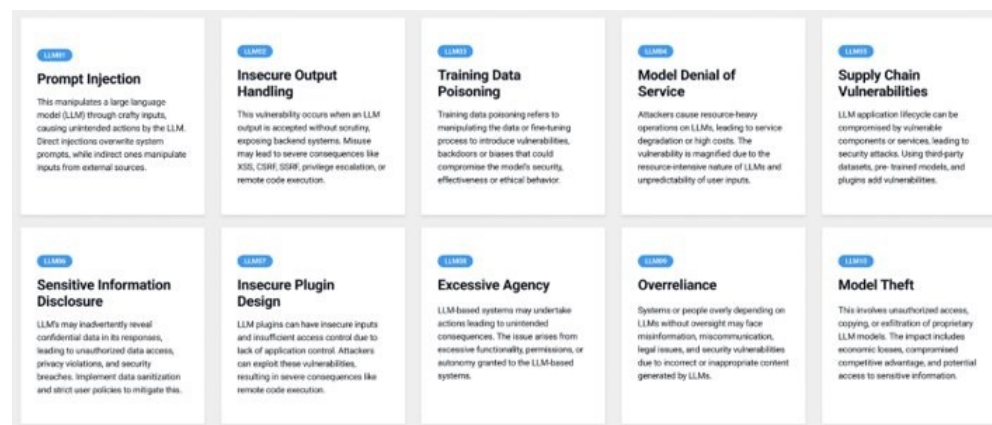 LLM01
Prompt Injection
This manipulates a large language
model (LLM) through crafty inputs,
causing unintended actions by the LLM.
Direct injections overwrite system
prompts, while indirect ones manipulate
inputs from external sources.
LLM02
Insecure Output
Handling
This vulnerability occurs when an LLM
output is accepted without scrutiny,
exposing backend systems. Misuse
may lead to severe consequences like
XSS, CSRF, SSRF, privilege escalation, or
remote code execution.
LLM03
Training Data
Poisoning
Training data poisoning refers to
manipulating the data or fine-tuning
process to introduce vulnerabilities,
backdoors or biases that could
compromise the model's security,
effectiveness or ethical behavior.
LLM04
Model Denial of
Service
Attackers cause resource-heavy
operations on LLMs, leading to service
degradation or high costs. The
vulnerability is magnified due to the
resource-intensive nature of LLMs and
unpredictability of user inputs.
LLM05
Supply Chain
Vulnerabilities
LLM application lifecycle can be
compromised by vulnerable
components or services, leading to
security attacks. Using third-party
datasets, pre- trained models, and
plugins add vulnerabilities.
LLM06
Sensitive Information
Disclosure
LLM's may inadvertently reveal
confidential data in its responses,
leading to unauthorized data access,
privacy violations, and security
breaches. Implement data sanitization
and strict user policies to mitigate this.
LLM07
Insecure Plugin
Design
LLM plugins can have insecure inputs
and insufficient access control due to
lack of application control. Attackers
can exploit these vulnerabilities,
resulting in severe consequences like
remote code execution.
LLM08
Excessive Agency
LLM-based systems may undertake
actions leading to unintended
consequences. The issue arises from
excessive functionality, permissions, or
autonomy granted to the LLM-based
systems.
LLM09
Overreliance
Systems or people overly depending on
LLMs without oversight may face
misinformation, miscommunication,
legal issues, and security vulnerabilities
due to incorrect or inappropriate content
generated by LLMs.
LLM10
Model Theft
This involves unauthorized access,
copying, or exfiltration of proprietary
LLM models. The impact includes
economic losses, compromised
competitive advantage, and potential
access to sensitive information.